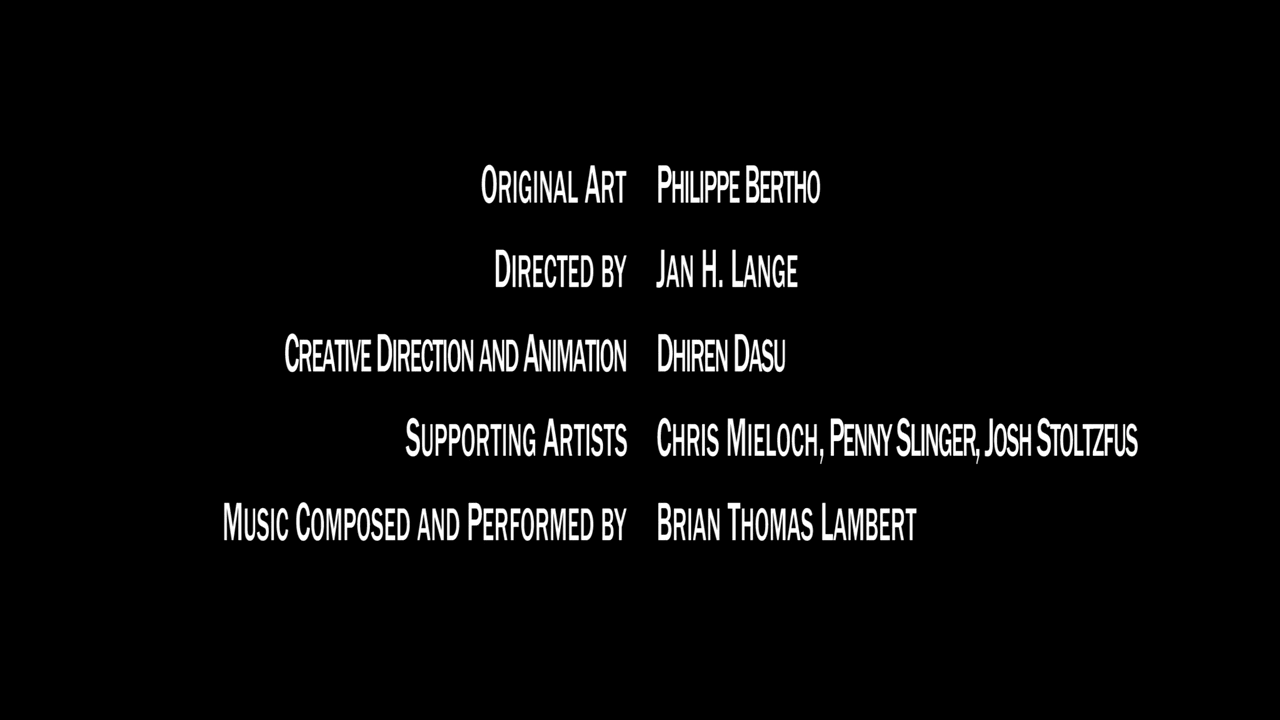 Original Art Philippe Bertho
Directed by Jan H. Lange
Creative Direction and Animation Dhiren Dasu
Supporting Artists Chris Mieloch, Penny Slinger, Josh Stoltzfus
Music Composed and Performed by Brian Thomas Lambert